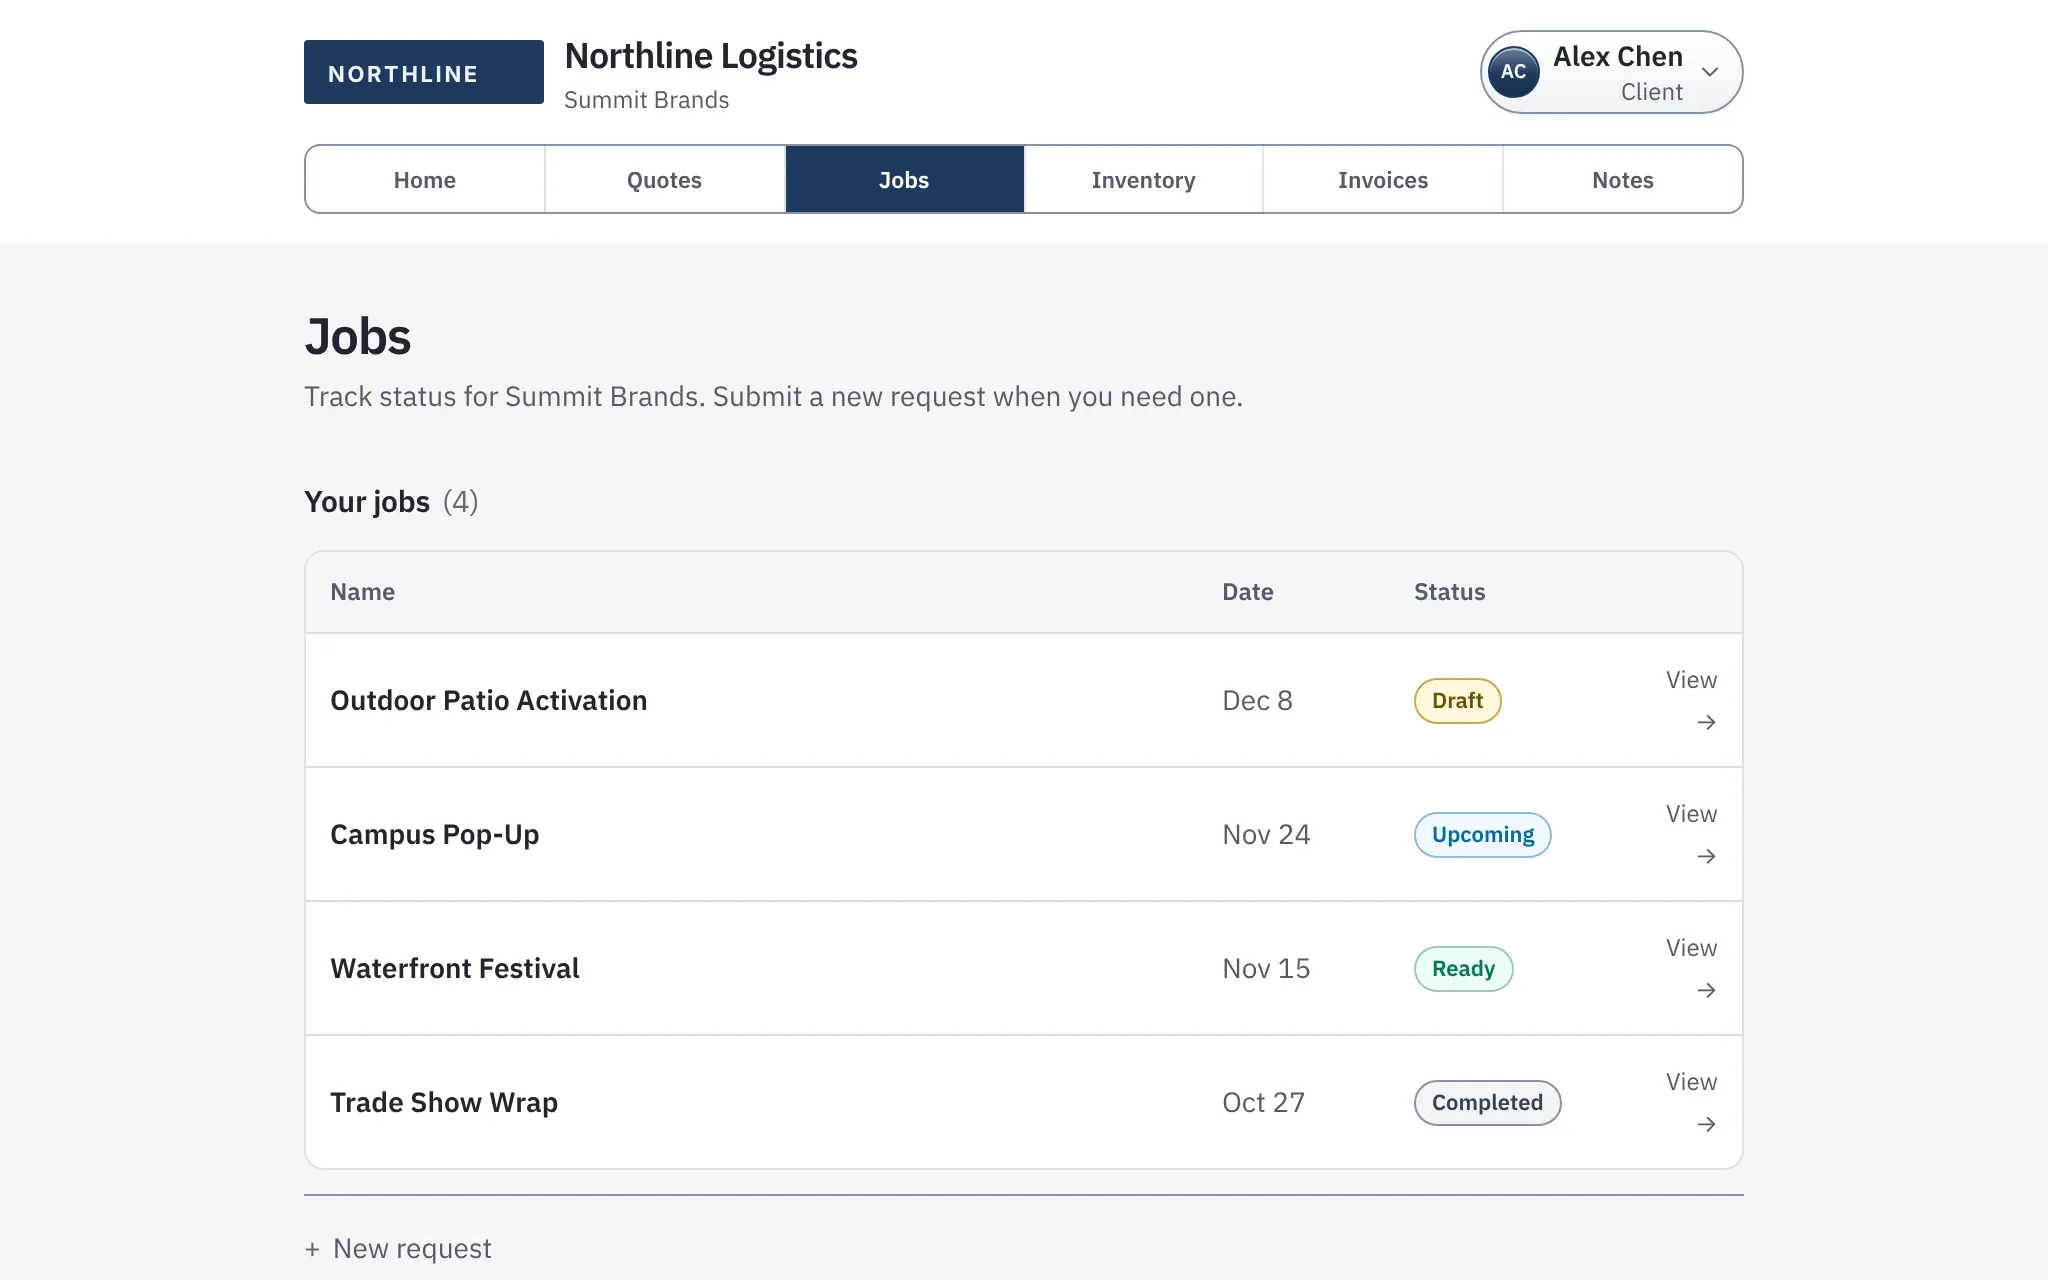 NORTHLINE
Northline Logistics
Summit Brands
AC
Alex Chen
Client
Home Quotes Jobs Inventory Invoices Notes
Jobs
Track status for Summit Brands. Submit a new request when you need one.
Your jobs (4)
Name Date Status
Outdoor Patio Activation Dec 8 Draft View →
Campus Pop-Up Nov 24 Upcoming View →
Waterfront Festival Nov 15 Ready View →
Trade Show Wrap Oct 27 Completed View →
+ New request